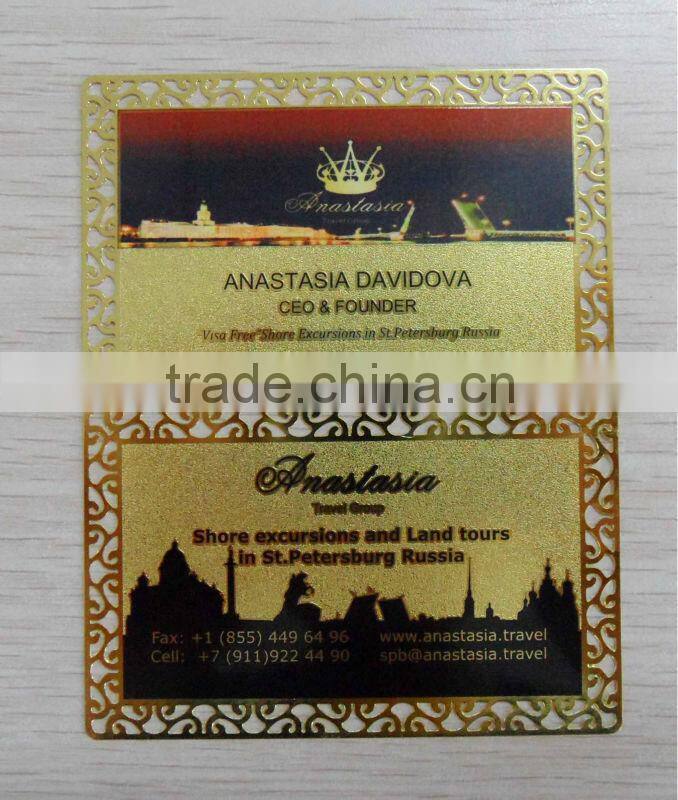 Anastasia
Travel Group
ANASTASIA DAVIDOVA
CEO & FOUNDER
Visa Free Shore Excursions in St.Petersburg Russia
trade.china.cn
Anastasia
Travel Group
Shore excursions and Land tours
in St.Petersburg Russia
Fax: +1 (855) 449 64 96 www.anastasia.travel
Cell: +7 (911)922 44 90 spb@anastasia.travel